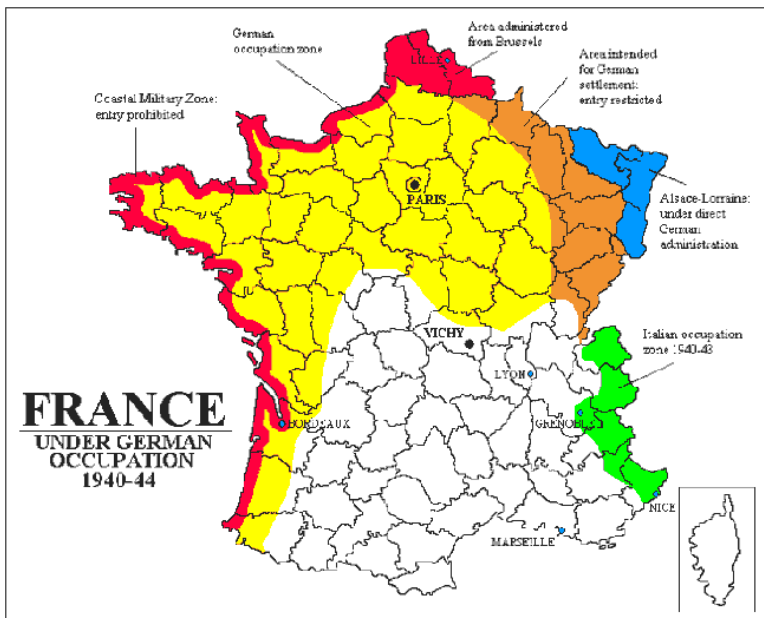 German
occupation zone
Area administered
from Brussels
Area intended
for German
settlement:
entry restricted
Coastal Military Zone:
entry prohibited
LILLE
PARIS
Alsace-Lorraine:
under direct
German
administration
VICHY
Italian occupation
zone 1940-43
LYON
FRANCE
UNDER GERMAN
OCCUPATION
1940-44
BORDEAUX
GRENOBLE
NICE
MARSEILLE